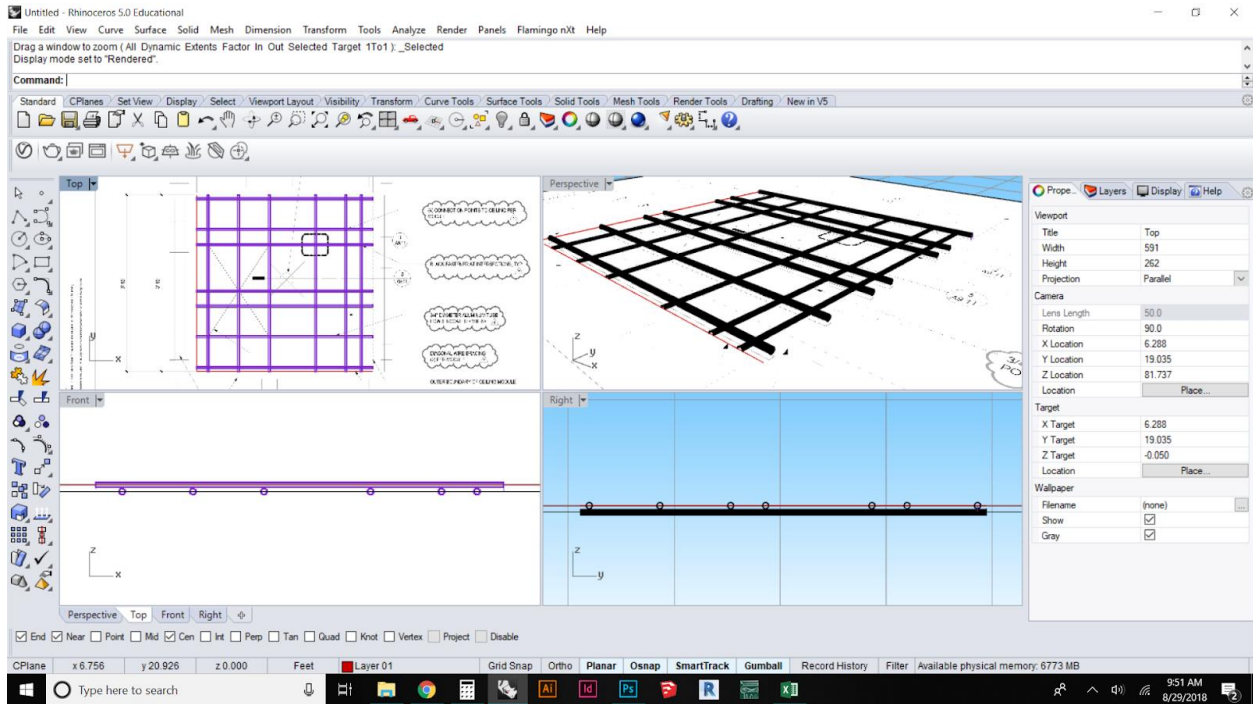 Untitled - Rhinoceros 5.0 Educational
File Edit View Curve Surface Solid Mesh Dimension Transform Tools Analyze Render Panels Flamingo nXt Help
Drag a window to zoom ( All Dynamic Extents Factor In Out Selected Target 1To1 ): _Selected
Display mode set to "Rendered".
Command:
Standard CPlanes Set View Display Select Viewport Layout Visibility Transform Curve Tools Surface Tools Solid Tools Mesh Tools Render Tools Drafting New in V5
Top
Perspective
Prope... Layers Display Help
Viewport
Title Top
Width 591
Height 262
Projection Parallel
Camera
Lens Length 50.0
Rotation 90.0
X Location 6.288
Y Location 19.035
Z Location 81.737
Location Place...
Target
X Target 6.288
Y Target 19.035
Z Target -0.050
Location Place...
Wallpaper
Filename (none) ...
Show
Gray
OUTER BOUNDARY OF CEILING MODULE
y
x
z
y
x
Front
Right
z
x
z
y
Perspective Top Front Right
End Near Point Mid Cen Int Perp Tan Quad Knot Vertex Project Disable
CPlane x 6.756 y 20.926 z 0.000 Feet Layer 01 Grid Snap Ortho Planar Osnap SmartTrack Gumball Record History Filter Available physical memory: 6773 MB
Type here to search
Ai Id Ps R
9:51 AM
8/29/2018
2